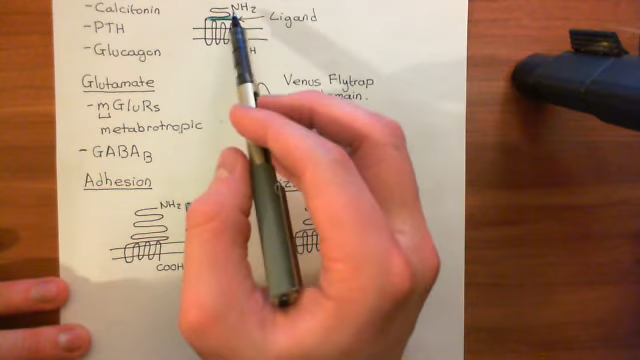 - Calcitonin
NH2
Ligand
- PTH
- Glucagon
H
Glutamate
Venus Flytrap
domain.
- mGluRs
metabotropic
- GABAB
Adhesion
NH2
COOH